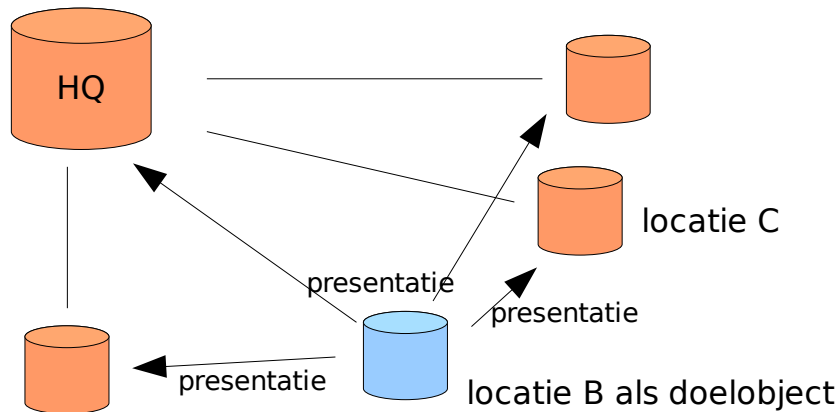 HQ
locatie C
presentatie
presentatie
presentatie
locatie B als doelobject